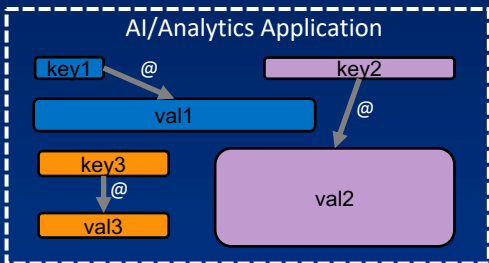 AI/Analytics Application
key1
@
key2
@
val1
key3
@
val2
val3